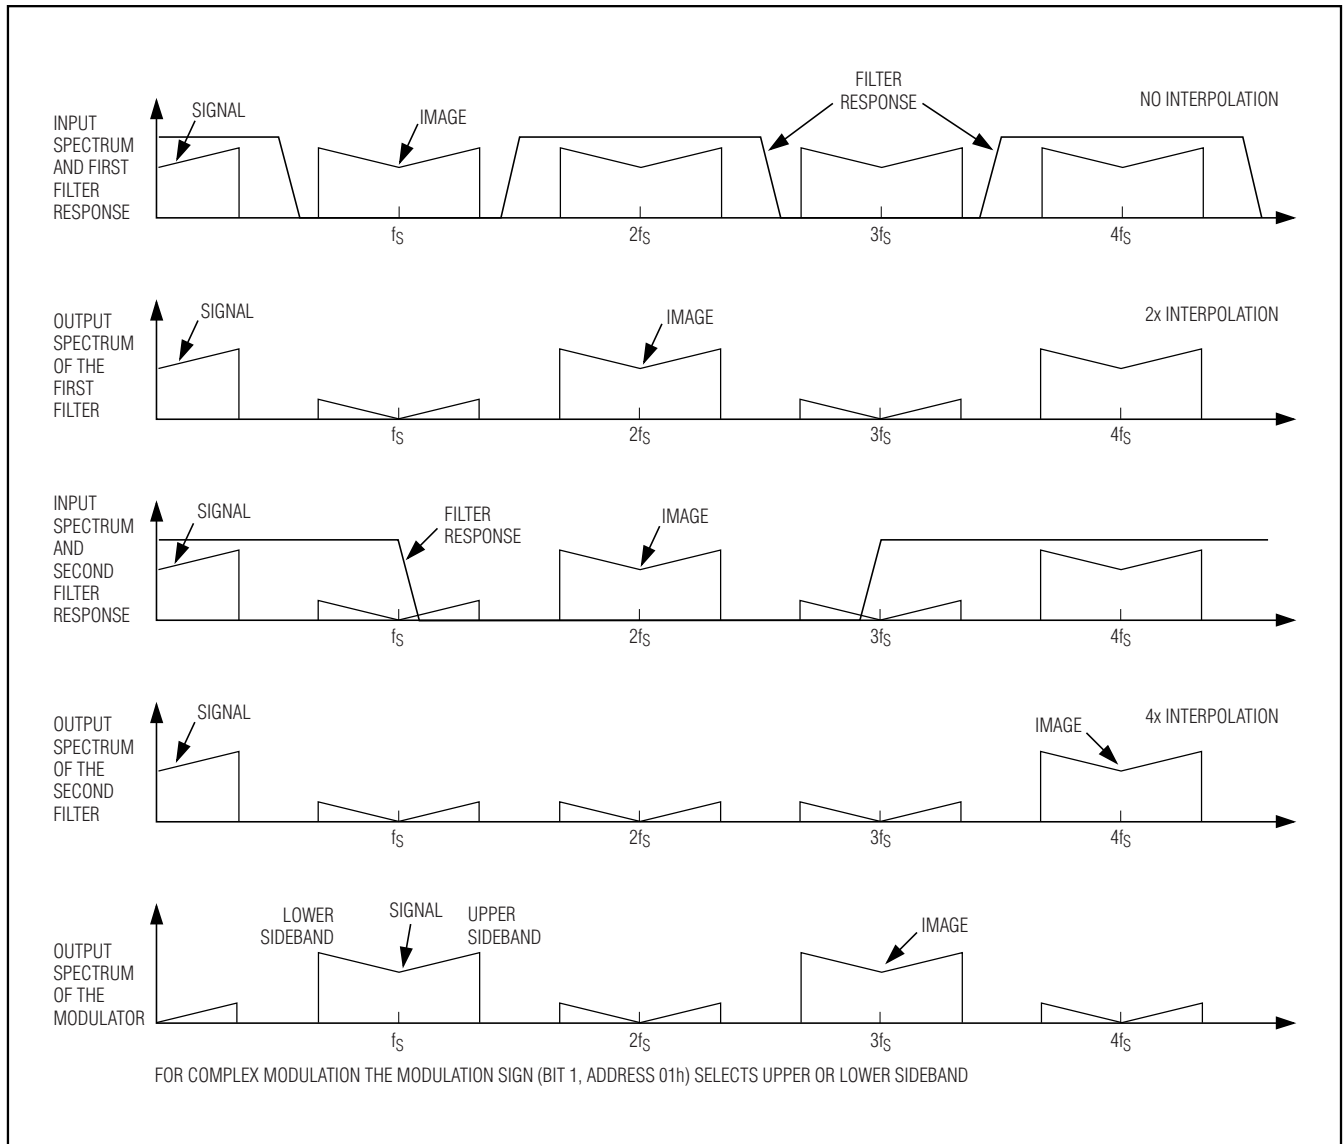 INPUT
SPECTRUM
AND FIRST
FILTER
RESPONSE
SIGNAL
IMAGE
FILTER
RESPONSE
NO INTERPOLATION
fS
2fS
3fS
4fS
OUTPUT
SPECTRUM
OF THE
FIRST
FILTER
SIGNAL
IMAGE
2x INTERPOLATION
fS
2fS
3fS
4fS
INPUT
SPECTRUM
AND
SECOND
FILTER
RESPONSE
SIGNAL
FILTER
RESPONSE
IMAGE
fS
2fS
3fS
4fS
OUTPUT
SPECTRUM
OF THE
SECOND
FILTER
SIGNAL
IMAGE
4x INTERPOLATION
fS
2fS
3fS
4fS
OUTPUT
SPECTRUM
OF THE
MODULATOR
LOWER
SIDEBAND
SIGNAL
UPPER
SIDEBAND
IMAGE
fS
2fS
3fS
4fS
FOR COMPLEX MODULATION THE MODULATION SIGN (BIT 1, ADDRESS 01h) SELECTS UPPER OR LOWER SIDEBAND